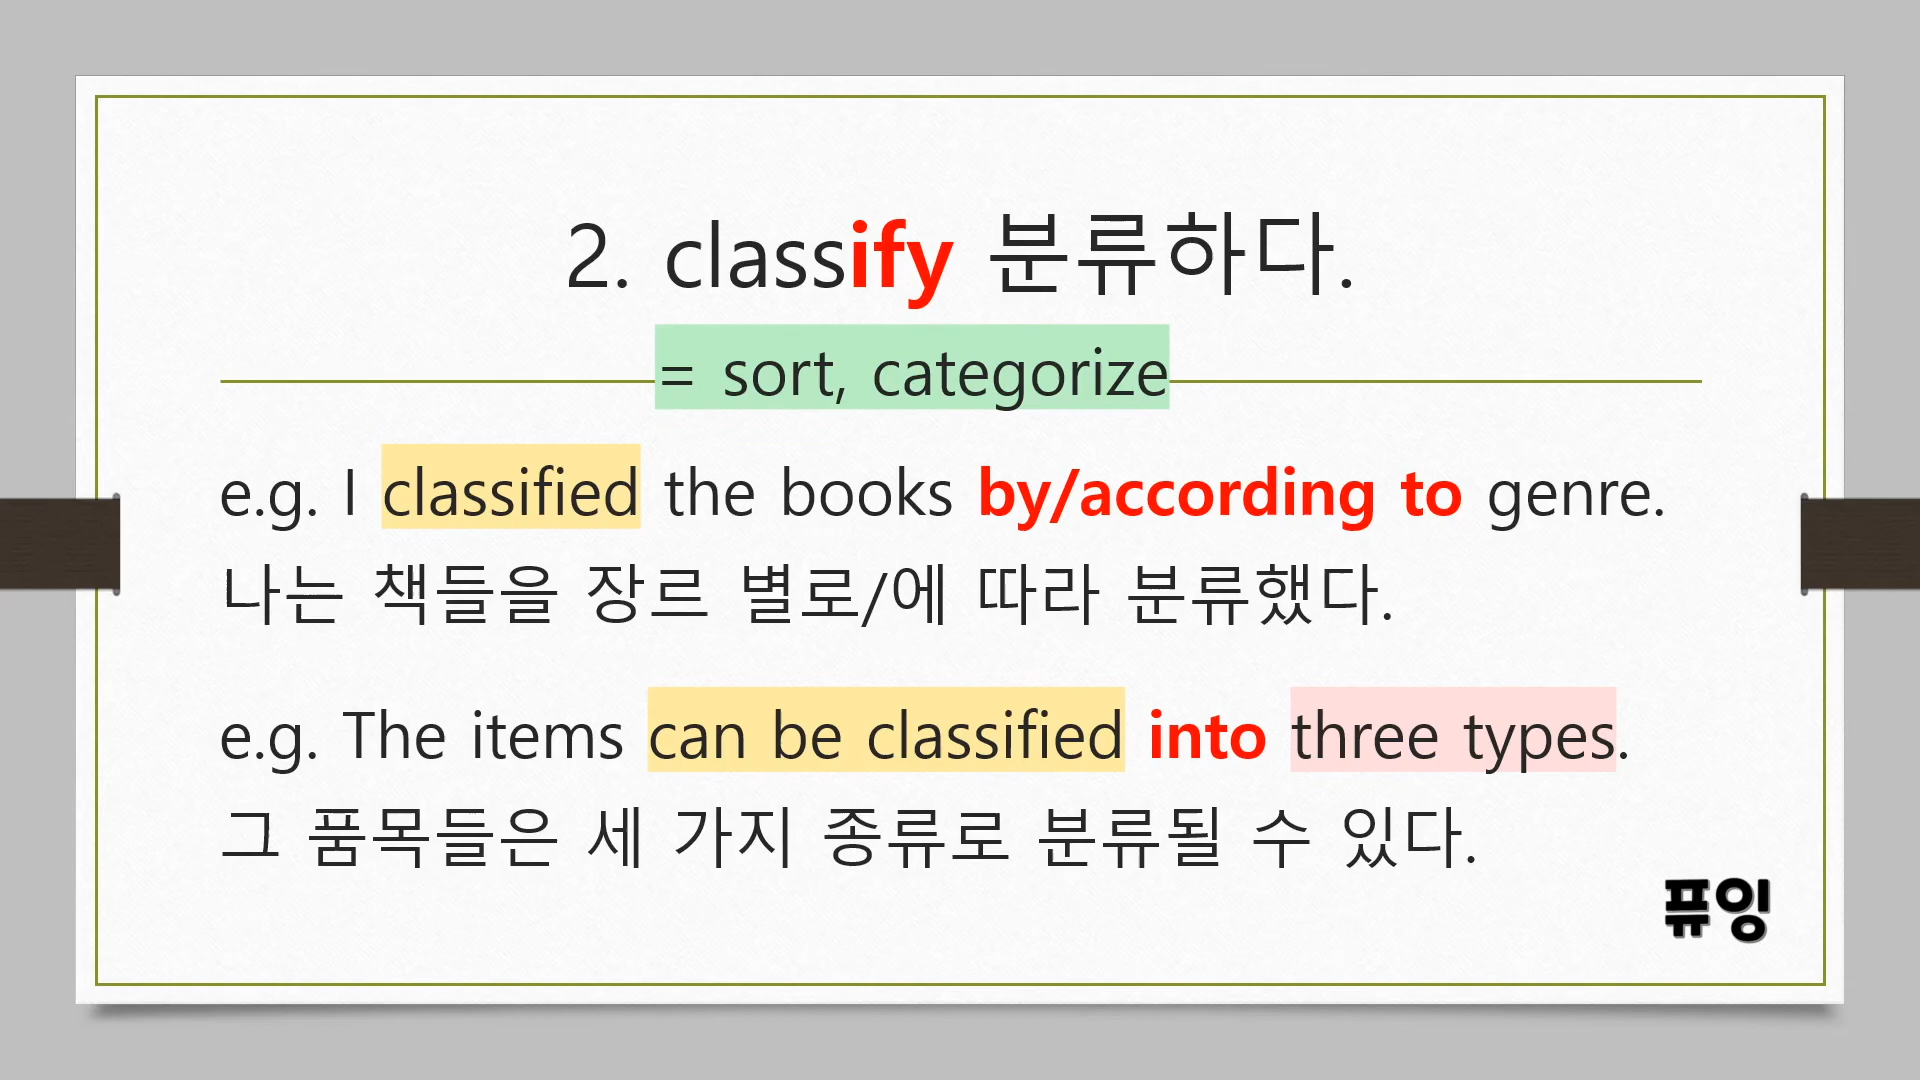 2. classify 분류하다.
= sort, categorize
e.g. I classified the books by/according to genre.
나는 책들을 장르 별로/에 따라 분류했다.
e.g. The items can be classified into three types.
그 품목들은 세 가지 종류로 분류될 수 있다.
퓨잉